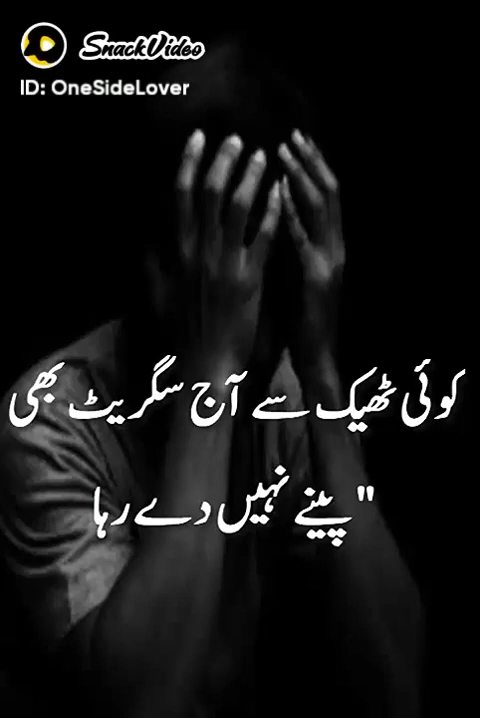 SnackVideo
ID: OneSideLover
کوئی ٹھیک سے آج سگریٹ بھی
"پینے نہیں دے رہا